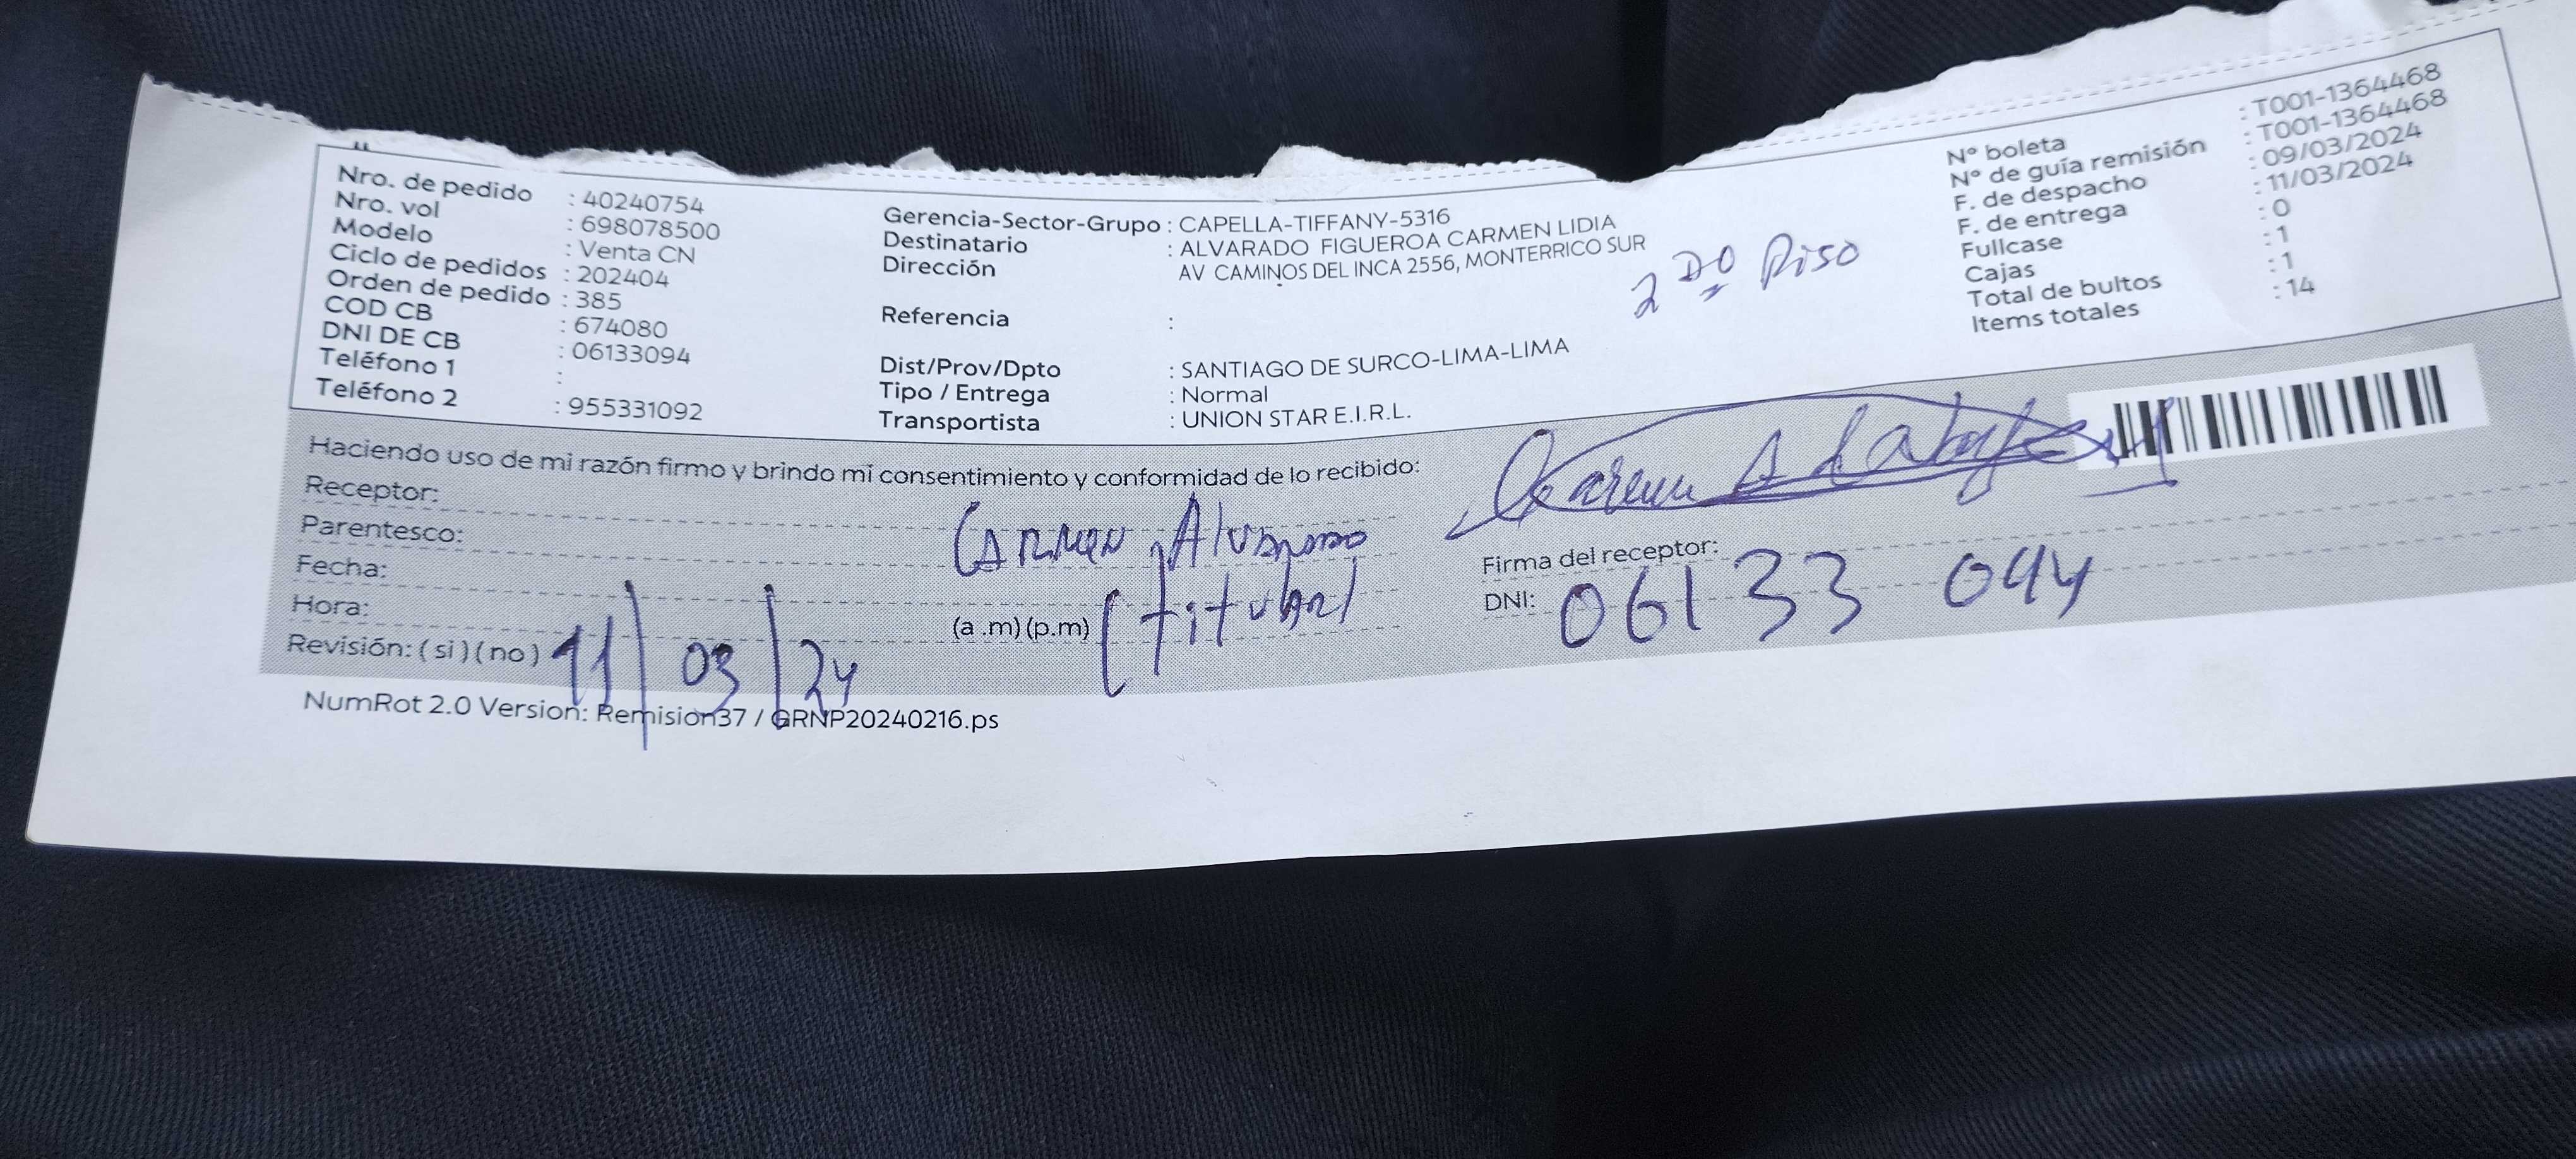 Nro. de pedido : 40240754
Nro. vol : 698078500
Modelo : Venta CN
Ciclo de pedidos : 202404
Orden de pedido : 385
COD CB : 674080
DNI DE CB : 06133094
Teléfono 1 :
Teléfono 2 : 955331092
Gerencia-Sector-Grupo : CAPELLA-TIFFANY-5316
Destinatario : ALVARADO FIGUEROA CARMEN LIDIA
Dirección AV CAMINOS DEL INCA 2556, MONTERRICO SUR
2DO Piso
Referencia :
Dist/Prov/Dpto : SANTIAGO DE SURCO-LIMA-LIMA
Tipo / Entrega : Normal
Transportista : UNION STAR E.I.R.L.
N° boleta : T001-1364468
N° de guía remisión : T001-1364468
F. de despacho : 09/03/2024
F. de entrega : 11/03/2024
Fullcase : 0
Cajas : 1
Total de bultos : 1
Items totales : 14
Haciendo uso de mi razón firmo y brindo mi consentimiento y conformidad de lo recibido:
Receptor: Carmen Alvarado
Parentesco: (titular)
Fecha: 11/03/24
Hora: (a .m) (p.m)
Revisión: ( si ) ( no )
Firma del receptor:
DNI: 06133094
NumRot 2.0 Version: Remision37 / GRNP20240216.ps